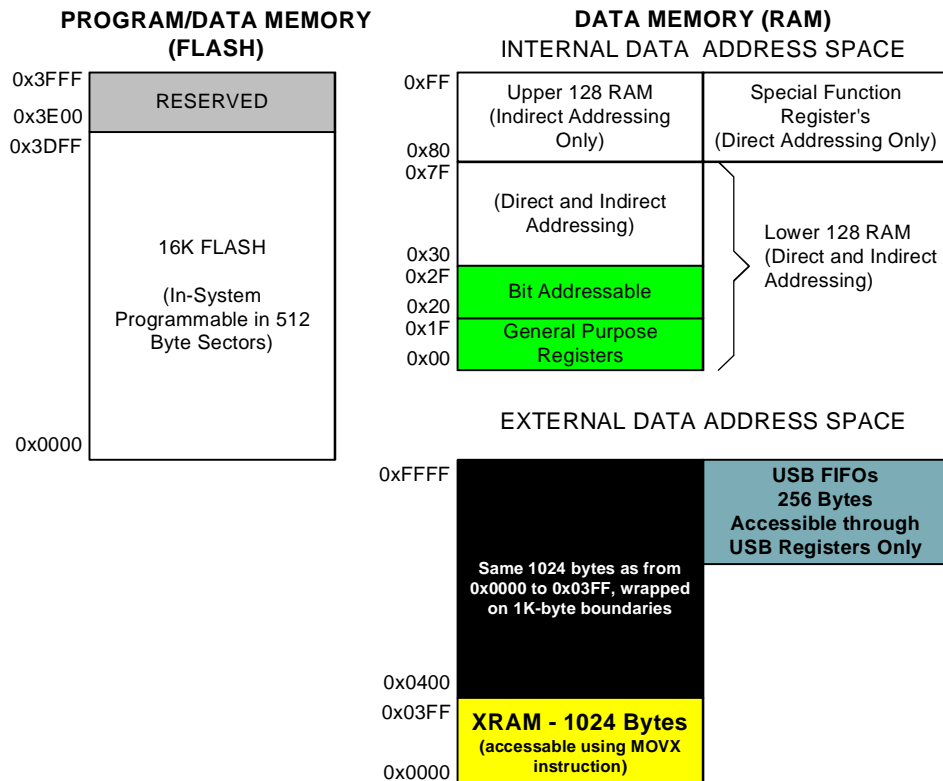 PROGRAM/DATA MEMORY
(FLASH)
0x3FFF
RESERVED
0x3E00
0x3DFF
16K FLASH
(In-System
Programmable in 512
Byte Sectors)
0x0000
DATA MEMORY (RAM)
INTERNAL DATA ADDRESS SPACE
0xFF
Upper 128 RAM
(Indirect Addressing
Only)
0x80
Special Function
Register's
(Direct Addressing Only)
0x7F
(Direct and Indirect
Addressing)
0x30
0x2F
Bit Addressable
0x20
0x1F
General Purpose
Registers
0x00
Lower 128 RAM
(Direct and Indirect
Addressing)
EXTERNAL DATA ADDRESS SPACE
0xFFFF
Same 1024 bytes as from
0x0000 to 0x03FF, wrapped
on 1K-byte boundaries
0x0400
USB FIFOs
256 Bytes
Accessible through
USB Registers Only
0x03FF
XRAM - 1024 Bytes
(accessable using MOVX
instruction)
0x0000